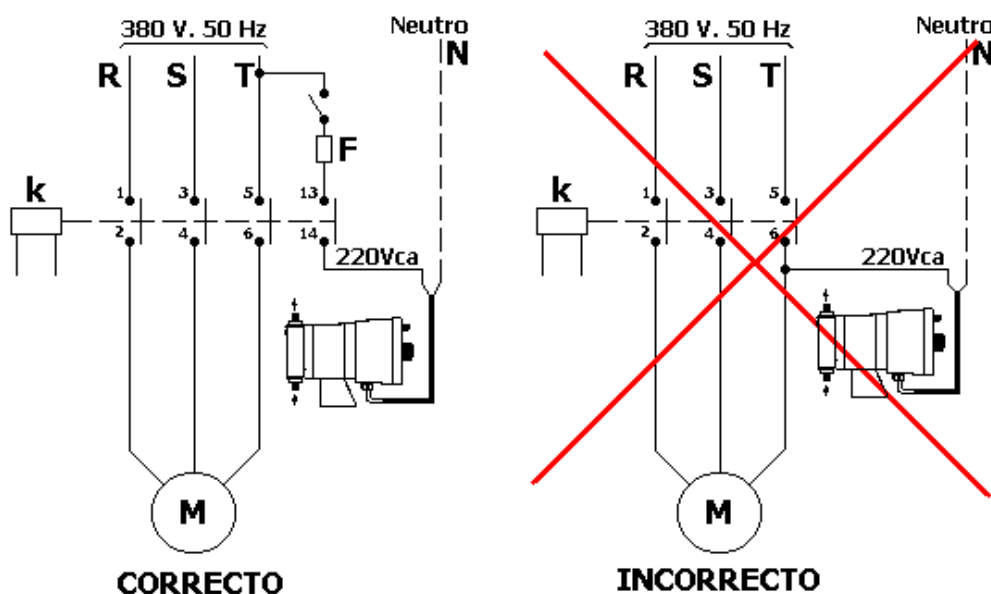 380 V. 50 Hz
Neutro
N
R S T
F
k
1 3 5 13
2 4 6 14
220Vca
M
CORRECTO
380 V. 50 Hz
Neutro
N
R S T
k
1 3 5
2 4 6
220Vca
M
INCORRECTO